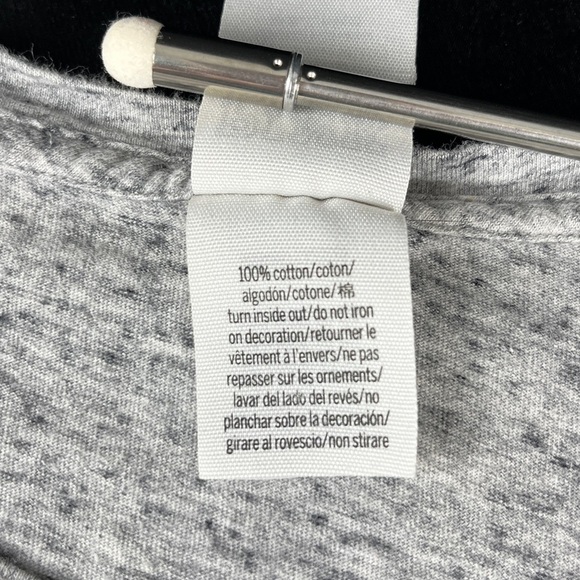 100% cotton/coton/
algodón/cotone/棉
turn inside out/do not iron
on decoration/retourner le
vêtement à l'envers/ne pas
repasser sur les ornements/
lavar del lado del revés/no
planchar sobre la decoración/
girare al rovescio/non stirare